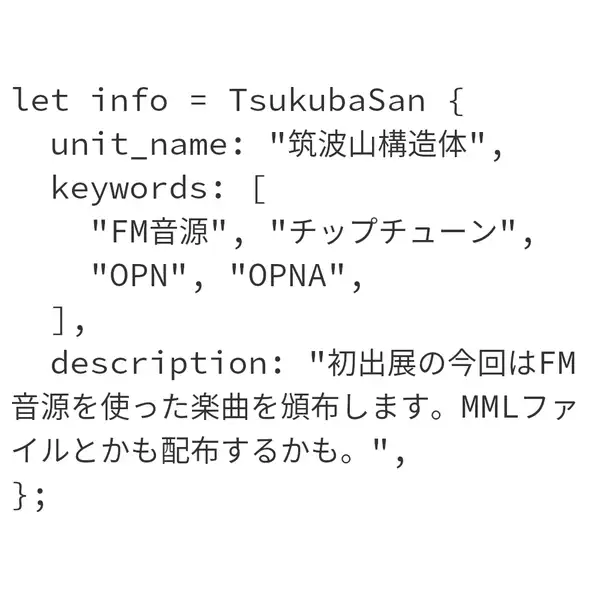 let info = TsukubaSan {
  unit_name: "筑波山構造体",
  keywords: [
    "FM音源", "チップチューン",
    "OPN", "OPNA",
  ],
  description: "初出展の今回はFM
音源を使った楽曲を頒布します。MMLファ
イルとかも配布するかも。",
};